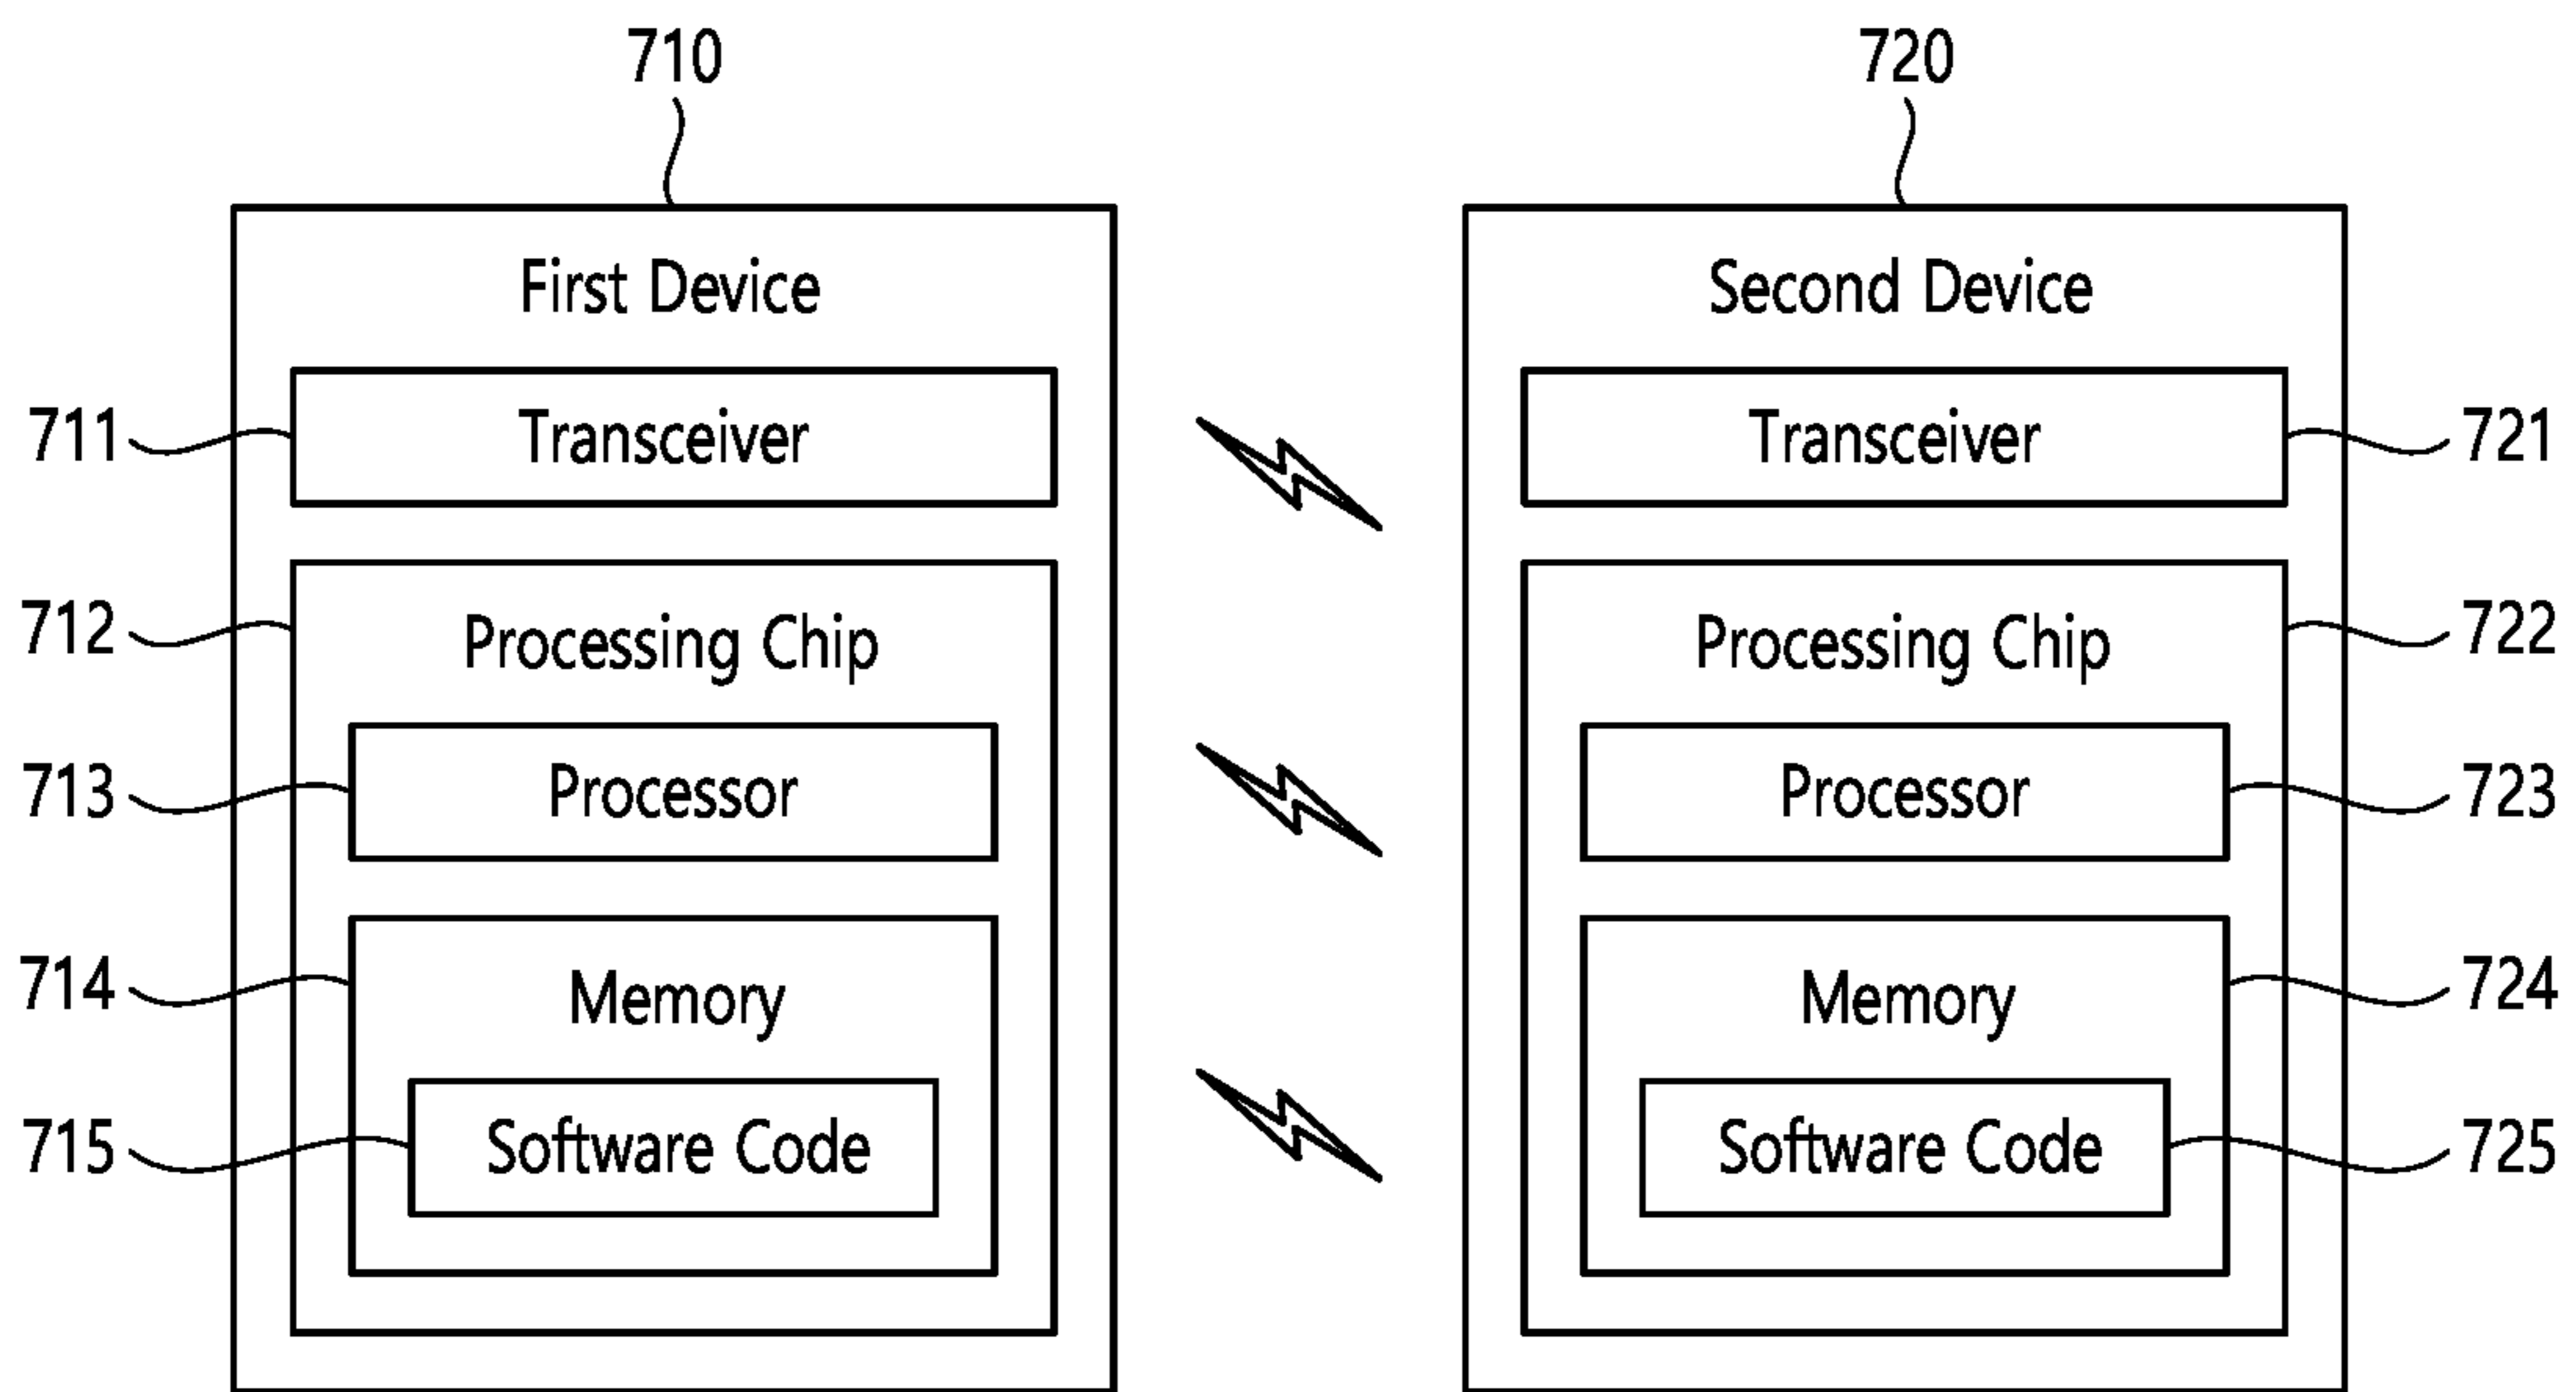 710
First Device
711
Transceiver
712
Processing Chip
713
Processor
714
Memory
715
Software Code
720
Second Device
Transceiver
721
Processing Chip
722
Processor
723
Memory
724
Software Code
725